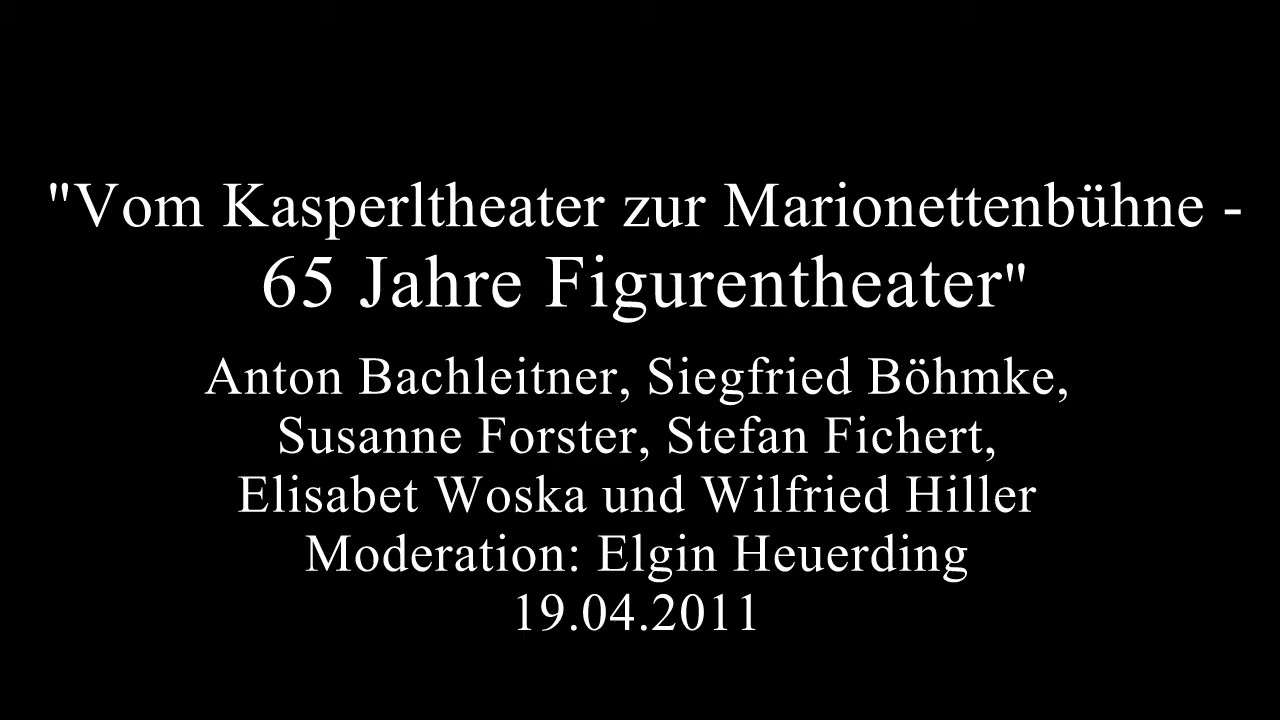 "Vom Kasperltheater zur Marionettenbühne -
65 Jahre Figurentheater"
Anton Bachleitner, Siegfried Böhmke,
Susanne Forster, Stefan Fichert,
Elisabet Woska und Wilfried Hiller
Moderation: Elgin Heuerding
19.04.2011